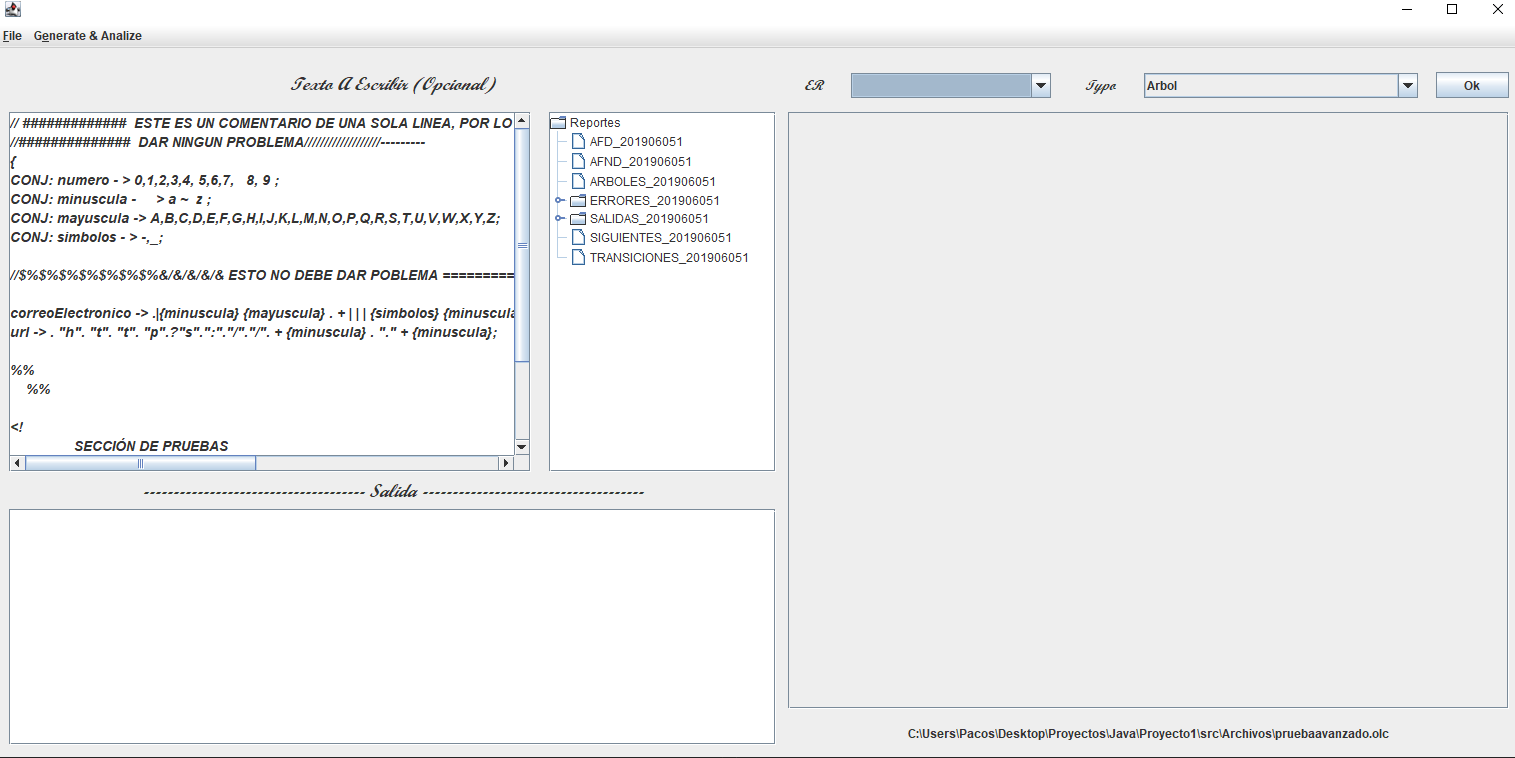 File Generate & Analize
Texto A Escribir (Opcional)
ER
Typo
Arbol
Ok
// ############# ESTE ES UN COMENTARIO DE UNA SOLA LINEA, POR LO
//############## DAR NINGUN PROBLEMA///////////////////---------
{
CONJ: numero - > 0,1,2,3,4, 5,6,7, 8, 9 ;
CONJ: minuscula - > a ~ z ;
CONJ: mayuscula -> A,B,C,D,E,F,G,H,I,J,K,L,M,N,O,P,Q,R,S,T,U,V,W,X,Y,Z;
CONJ: simbolos - > -,_;
//$%$%$%$%$%$%$%&/&/&/&/& ESTO NO DEBE DAR POBLEMA ==========
correoElectronico -> .|{minuscula} {mayuscula} . + | | | {simbolos} {minuscula
url -> . "h". "t". "t". "p".?"s".":"."/"."/". + {minuscula} . "." + {minuscula};
%%
%%
<!
SECCIÓN DE PRUEBAS
Reportes
AFD_201906051
AFND_201906051
ARBOLES_201906051
ERRORES_201906051
SALIDAS_201906051
SIGUIENTES_201906051
TRANSICIONES_201906051
------------------------------------- Salida -------------------------------------
C:\Users\Pacos\Desktop\Proyectos\Java\Proyecto1\src\Archivos\pruebaavanzado.olc